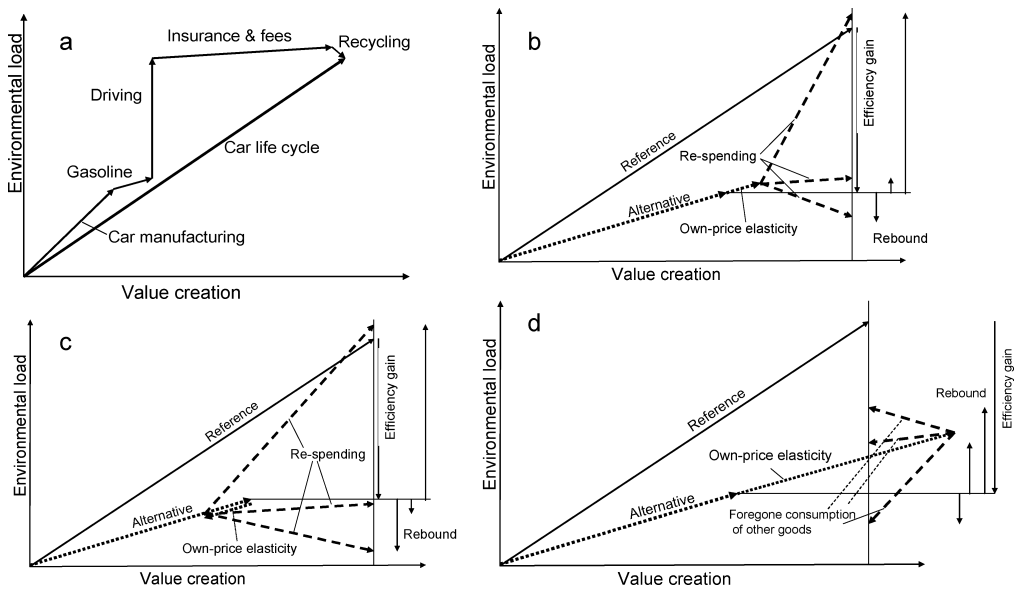 a
Environmental load
Insurance & fees
Recycling
Driving
Gasoline
Car life cycle
Car manufacturing
Value creation
b
Environmental load
Reference
Re-spending
Alternative
Own-price elasticity
Efficiency gain
Rebound
Value creation
c
Environmental load
Reference
Re-spending
Alternative
Own-price elasticity
Efficiency gain
Rebound
Value creation
d
Environmental load
Reference
Own-price elasticity
Alternative
Foregone consumption
of other goods
Rebound
Efficiency gain
Value creation